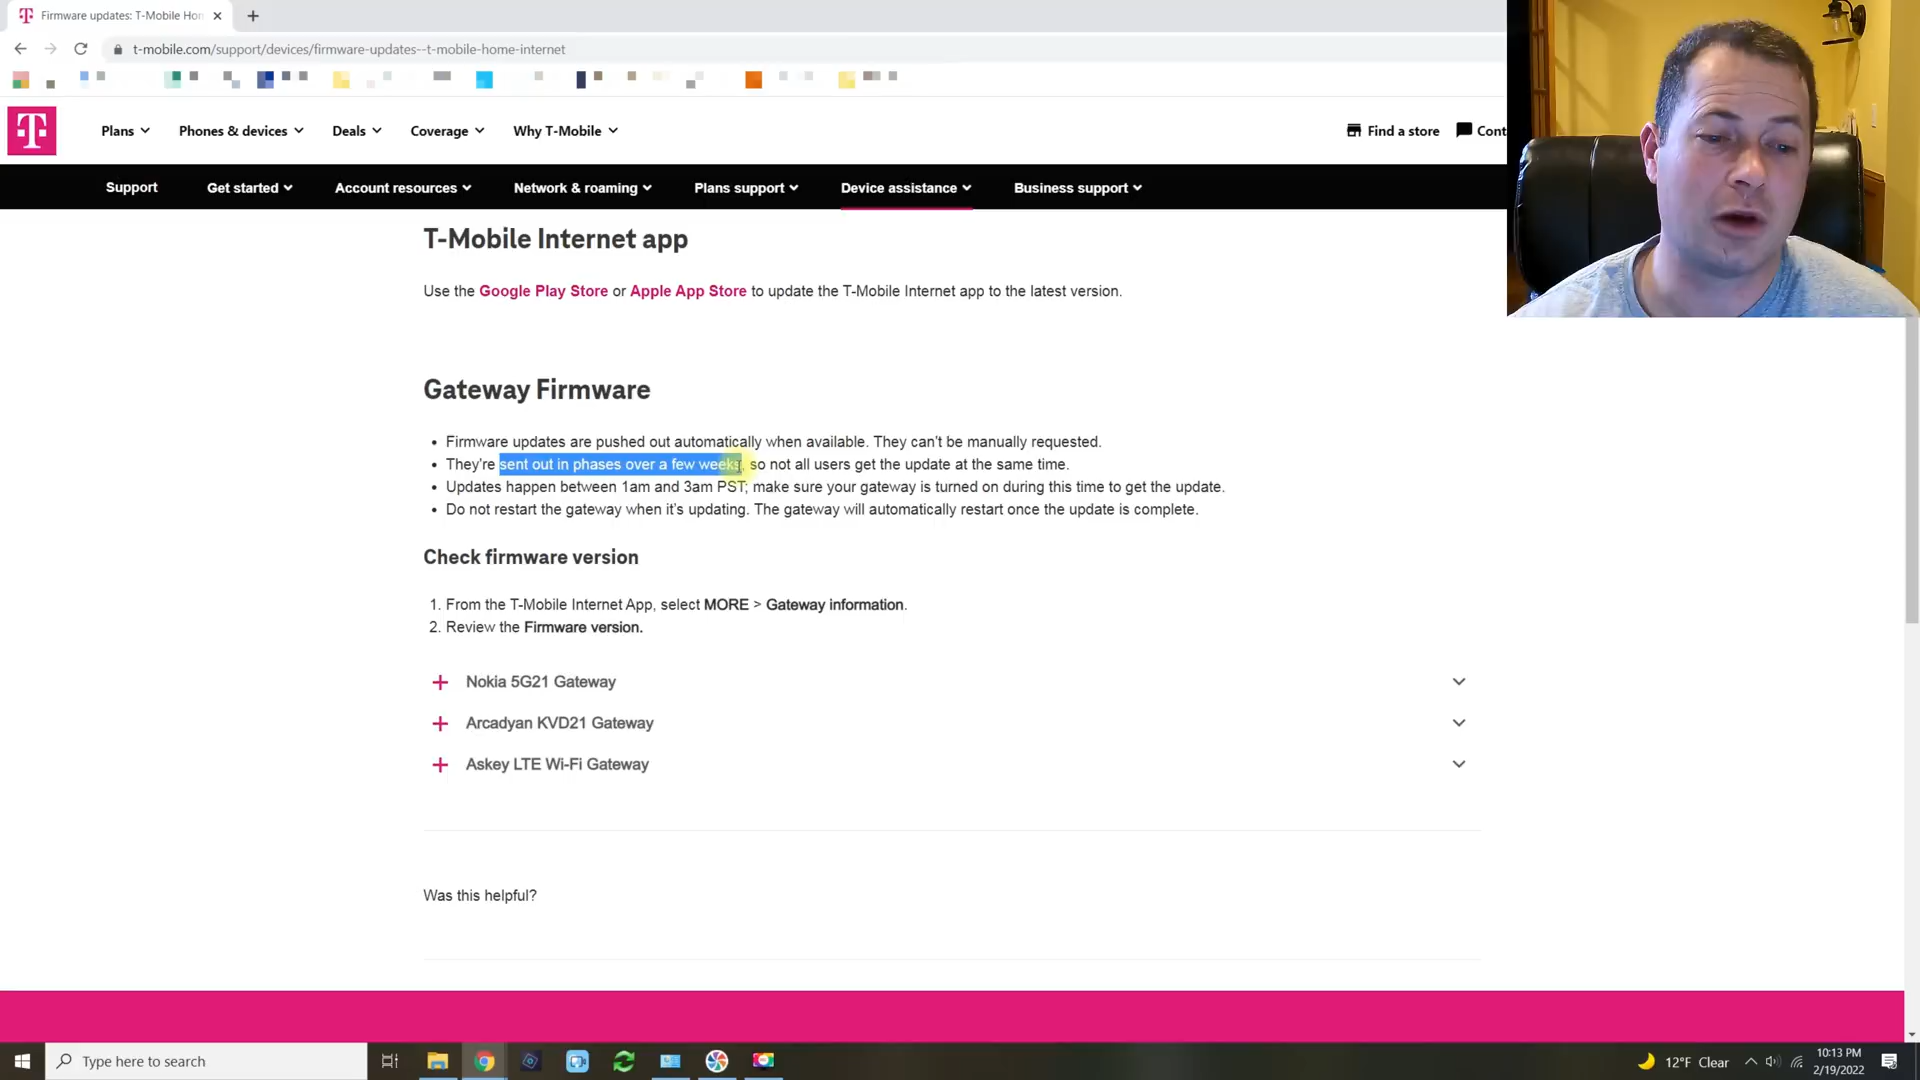 Firmware updates: T-Mobile Hon
t-mobile.com/support/devices/firmware-updates--t-mobile-home-internet
Plans
Phones & devices
Deals
Coverage
Why T-Mobile
Find a store
Cont
Support
Get started
Account resources
Network & roaming
Plans support
Device assistance
Business support
T-Mobile Internet app
Use the Google Play Store or Apple App Store to update the T-Mobile Internet app to the latest version.
Gateway Firmware
• Firmware updates are pushed out automatically when available. They can't be manually requested.
• They're sent out in phases over a few weeks, so not all users get the update at the same time.
• Updates happen between 1am and 3am PST; make sure your gateway is turned on during this time to get the update.
• Do not restart the gateway when it's updating. The gateway will automatically restart once the update is complete.
Check firmware version
1. From the T-Mobile Internet App, select MORE > Gateway information.
2. Review the Firmware version.
Nokia 5G21 Gateway
Arcadyan KVD21 Gateway
Askey LTE Wi-Fi Gateway
Was this helpful?
Type here to search
12°F Clear
10:13 PM
2/19/2022